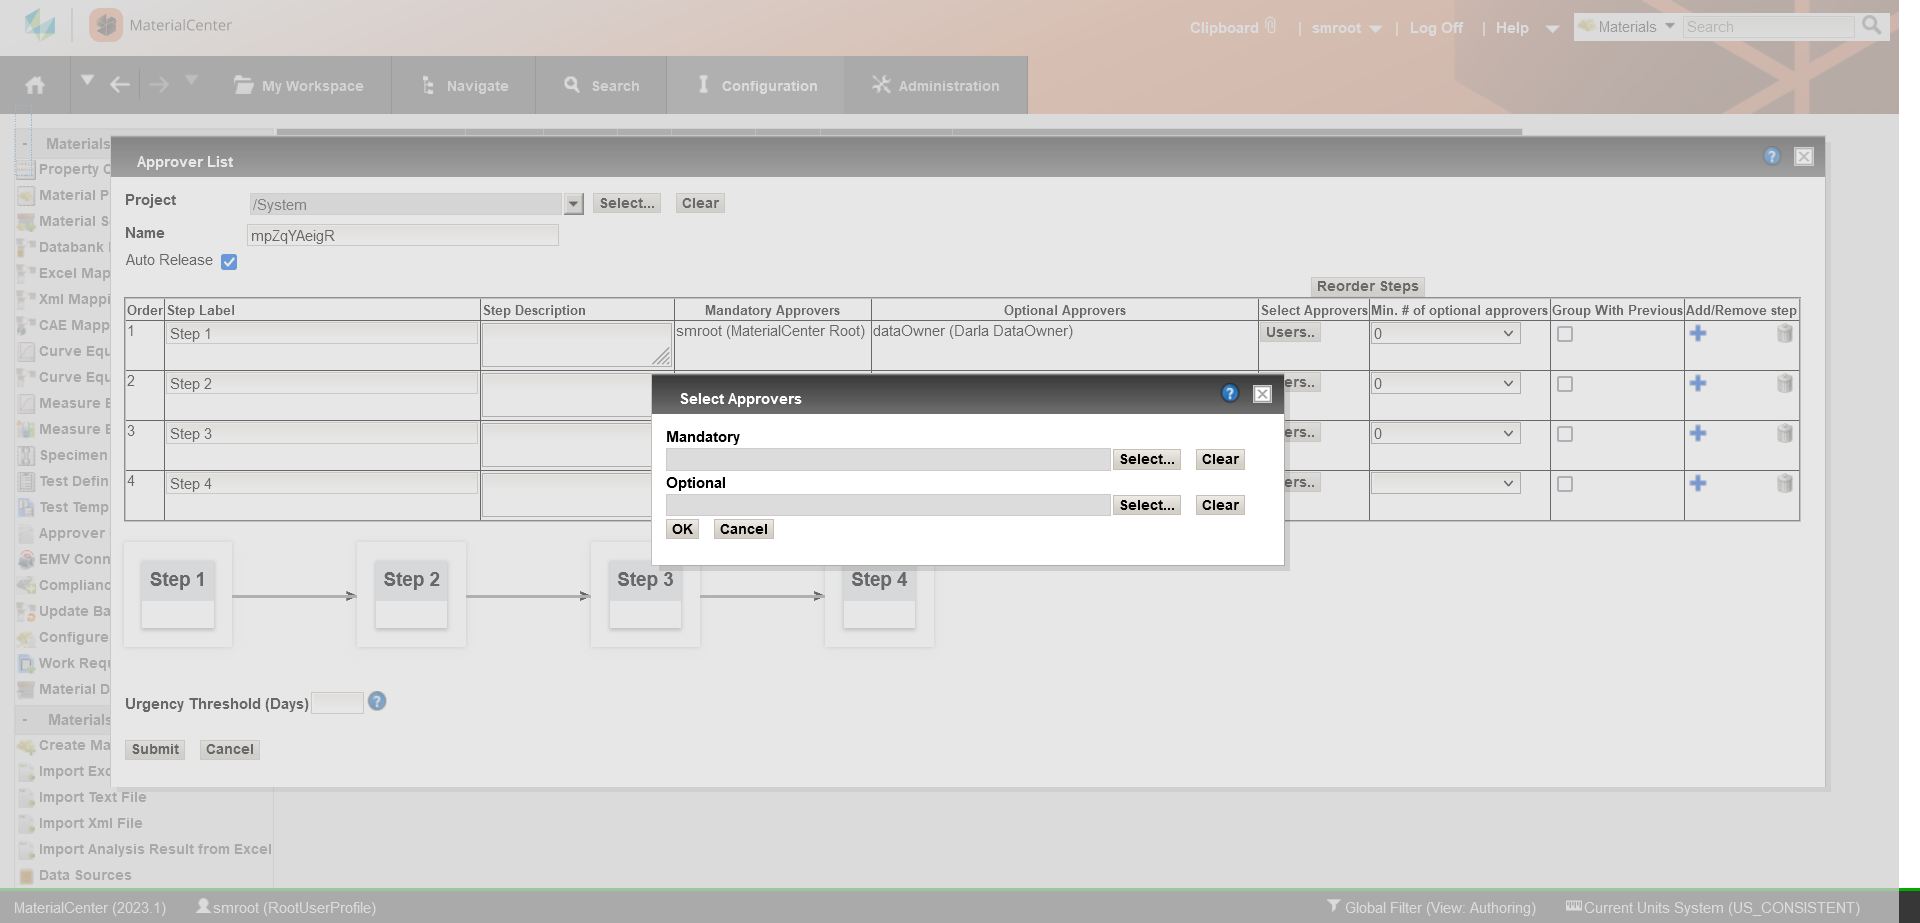 MaterialCenter
Clipboard | smroot | Log Off | Help Materials Search
My Workspace Navigate Search Configuration Administration
- Materials
Approver List
Property
Material P
Material
Databank
Excel Map
Xml Mappi
CAE Mapp
Curve Equ
Curve Equ
Measure
Measure
Specimen
Test Defin
Test Temp
Approver
EMV Conn
Complianc
Update Ba
Configure
Work Requ
Material D
- Materials
Create Ma
Import Exc
Import Text File
Import Xml File
Import Analysis Result from Excel
Data Sources
Project /System Select... Clear
Name mpZqYAeigR
Auto Release
Reorder Steps
Order Step Label Step Description Mandatory Approvers Optional Approvers Select Approvers Min. # of optional approvers Group With Previous Add/Remove step
1 Step 1 smroot (MaterialCenter Root) dataOwner (Darla DataOwner) Users.. 0
2 Step 2 ers.. 0
3 Step 3 ers.. 0
4 Step 4 ers..
Select Approvers
Mandatory
Select... Clear
Optional
Select... Clear
OK Cancel
Step 1 Step 2 Step 3 Step 4
Urgency Threshold (Days)
Submit Cancel
MaterialCenter (2023.1) smroot (RootUserProfile) Global Filter (View: Authoring) Current Units System (US_CONSISTENT)